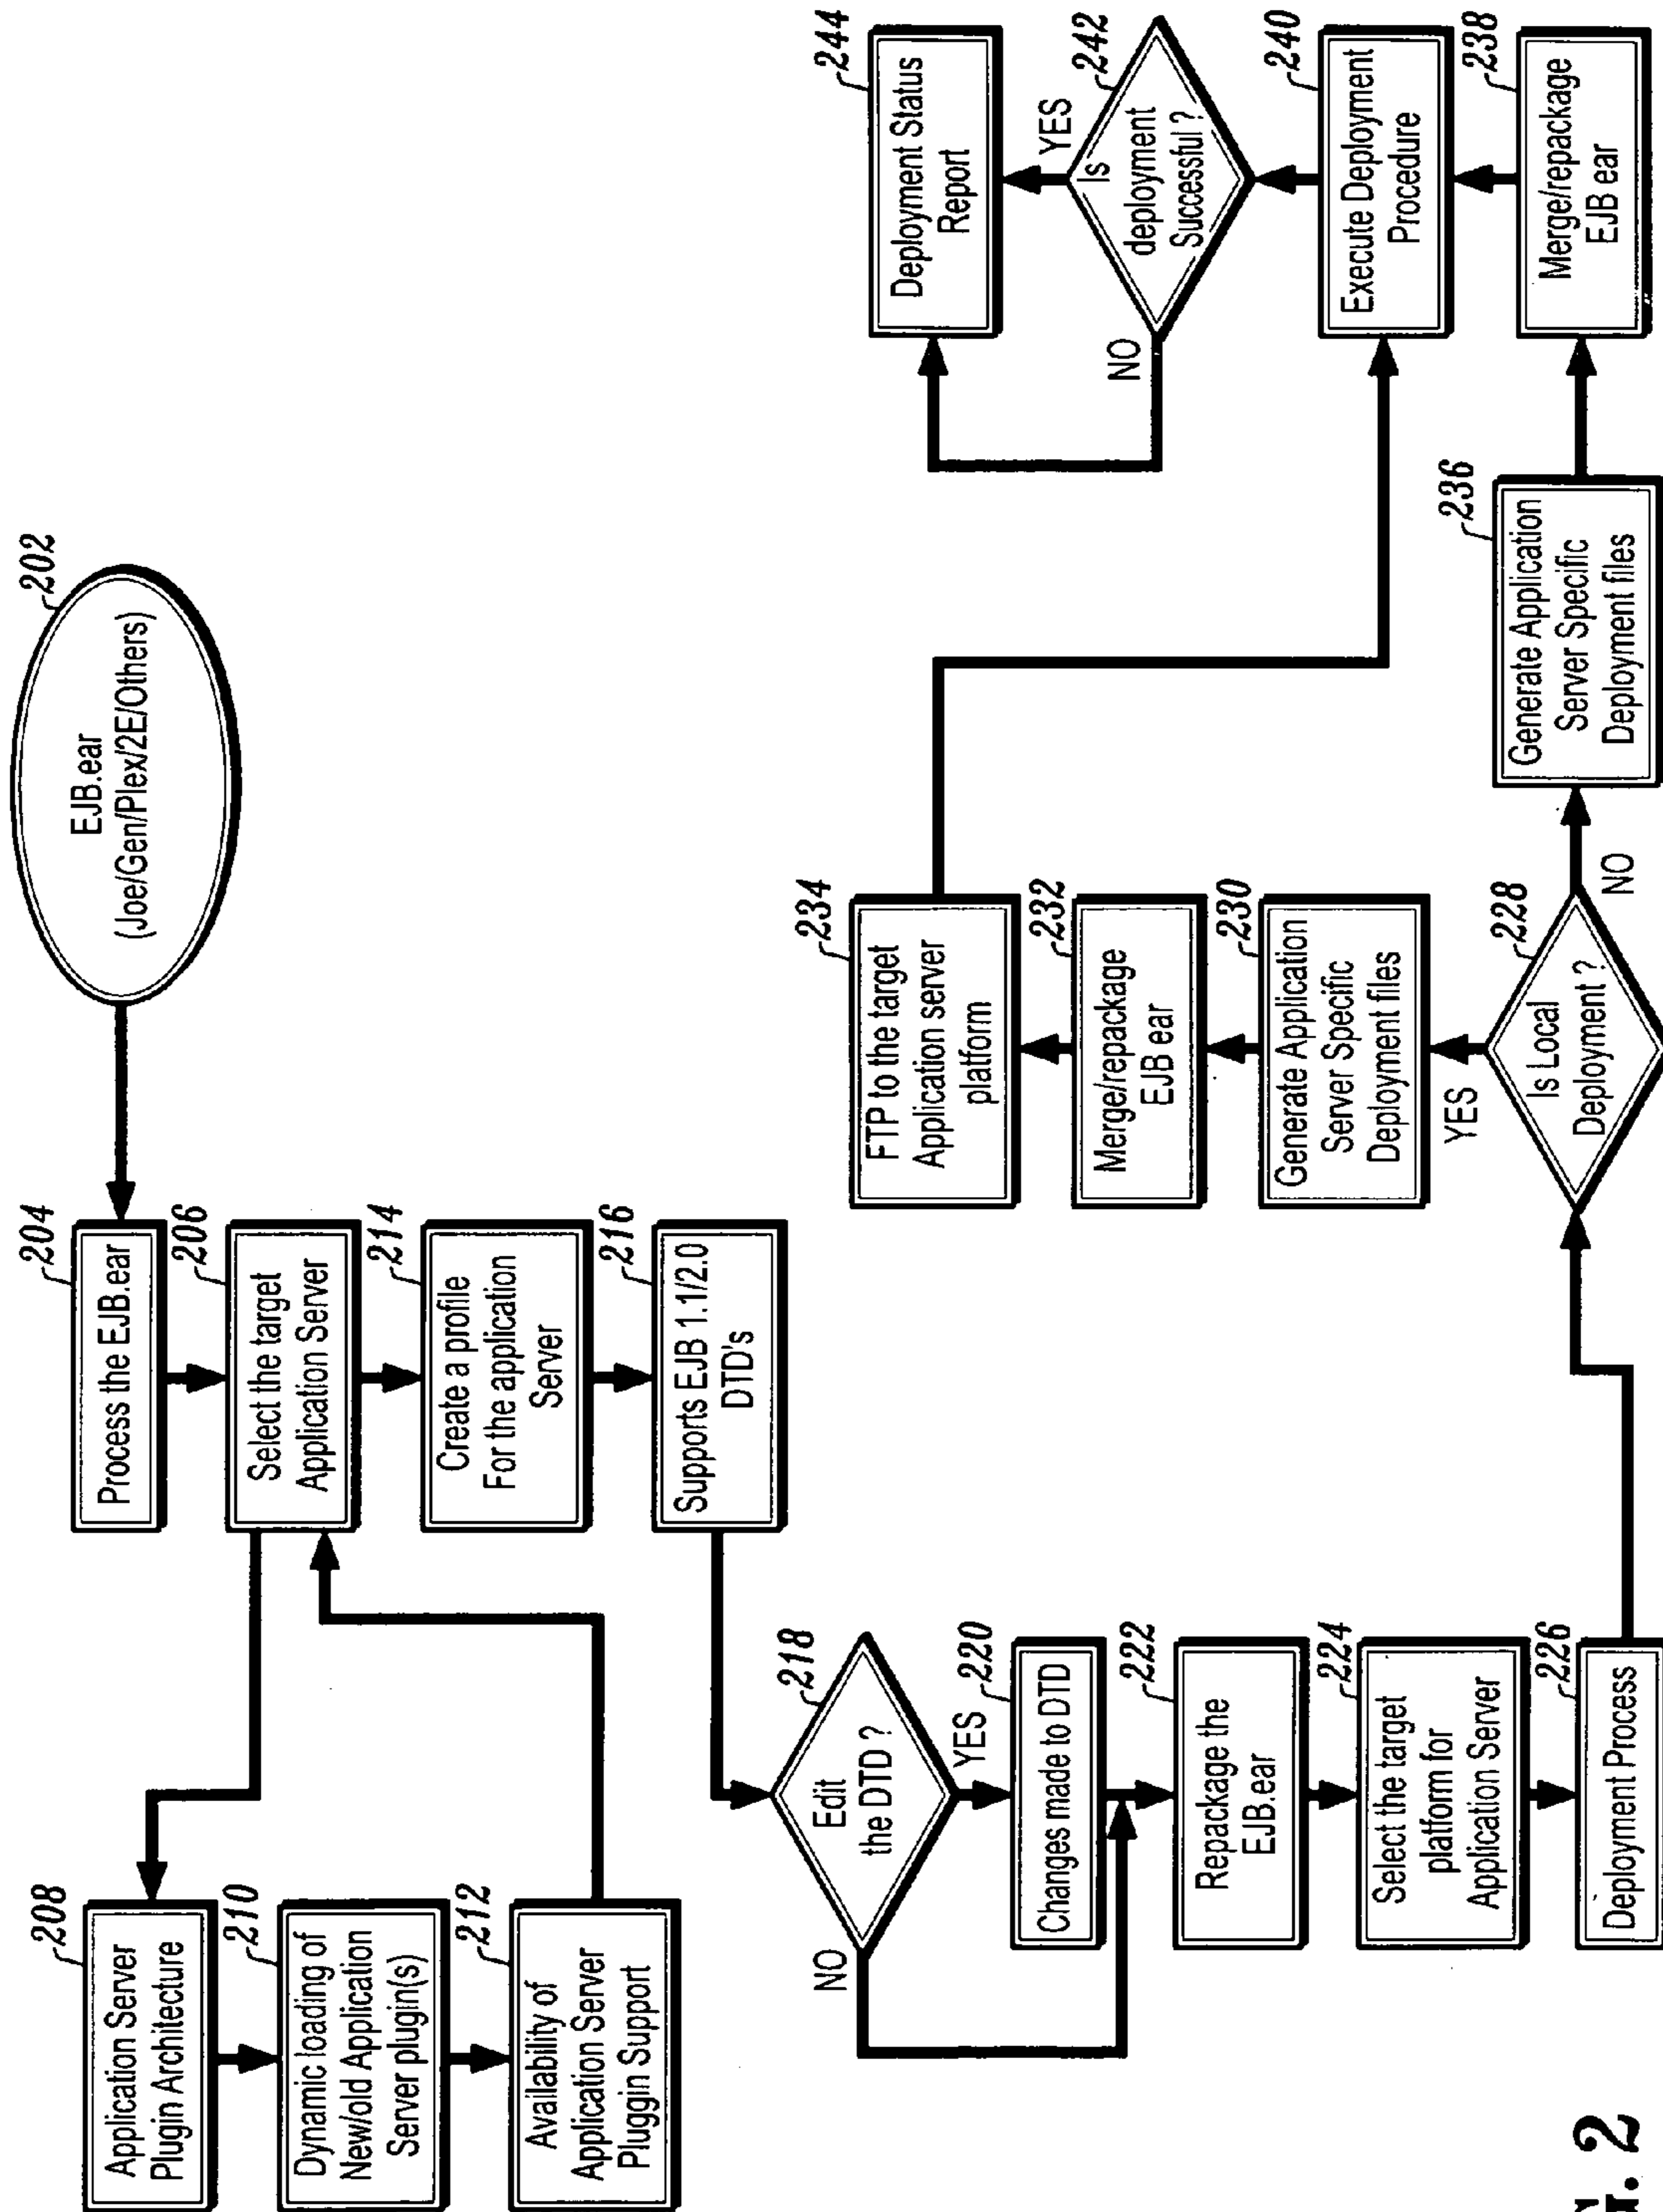 202
EJB.ear
(Joe/Gen/Plex/2E/Others)
204
Process the EJB.ear
206
Select the target
Application Server
208
Application Server
Plugin Architecture
210
Dynamic loading of
New/old Application
Server plugin(s)
212
Availability of
Application Server
Pluggin Support
214
Create a profile
For the application
Server
216
Supports EJB 1.1/2.0
DTD's
218
Edit
the DTD ?
NO
YES
220
Changes made to DTD
222
Repackage the
EJB.ear
224
Select the target
platform for
Application Server
226
Deployment Process
228
Is Local
Deployment ?
YES
NO
230
Generate Application
Server Specific
Deployment files
232
Merge/repackage
EJB ear
234
FTP to the target
Application server
platform
236
Generate Application
Server Specific
Deployment files
238
Merge/repackage
EJB ear
240
Execute Deployment
Procedure
242
Is
deployment
Successful ?
YES
NO
244
Deployment Status
Report
2